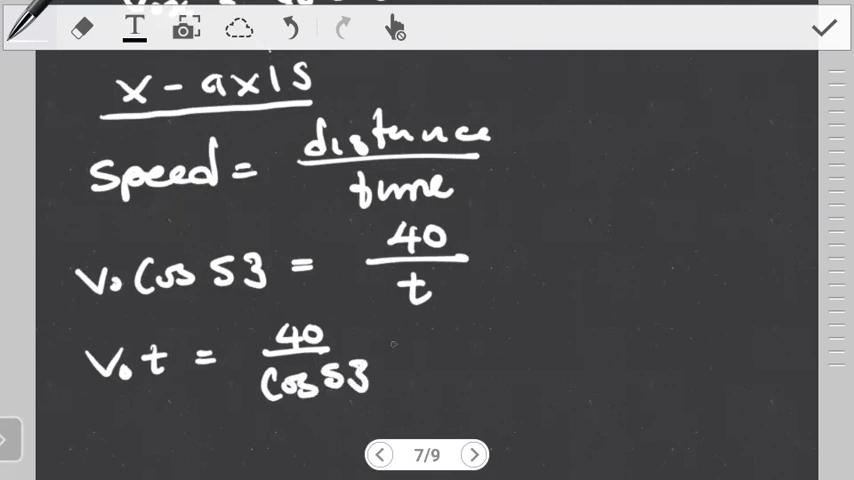 T
x - axis
speed = distance
time
v₀ cos 53 = 40
t
v₀ t = 40
cos 53
7/9